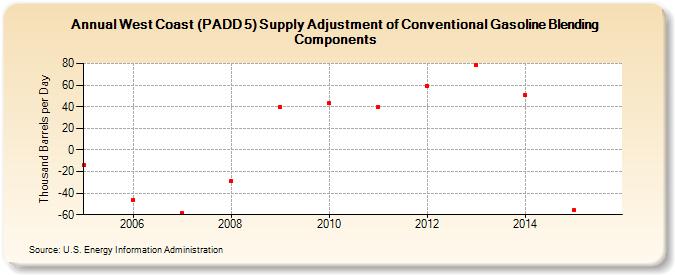 Annual West Coast (PADD 5) Supply Adjustment of Conventional Gasoline Blending
Components
Thousand Barrels per Day
80
60
40
20
0
-20
-40
-60
2006 2008 2010 2012 2014
Source: U.S. Energy Information Administration